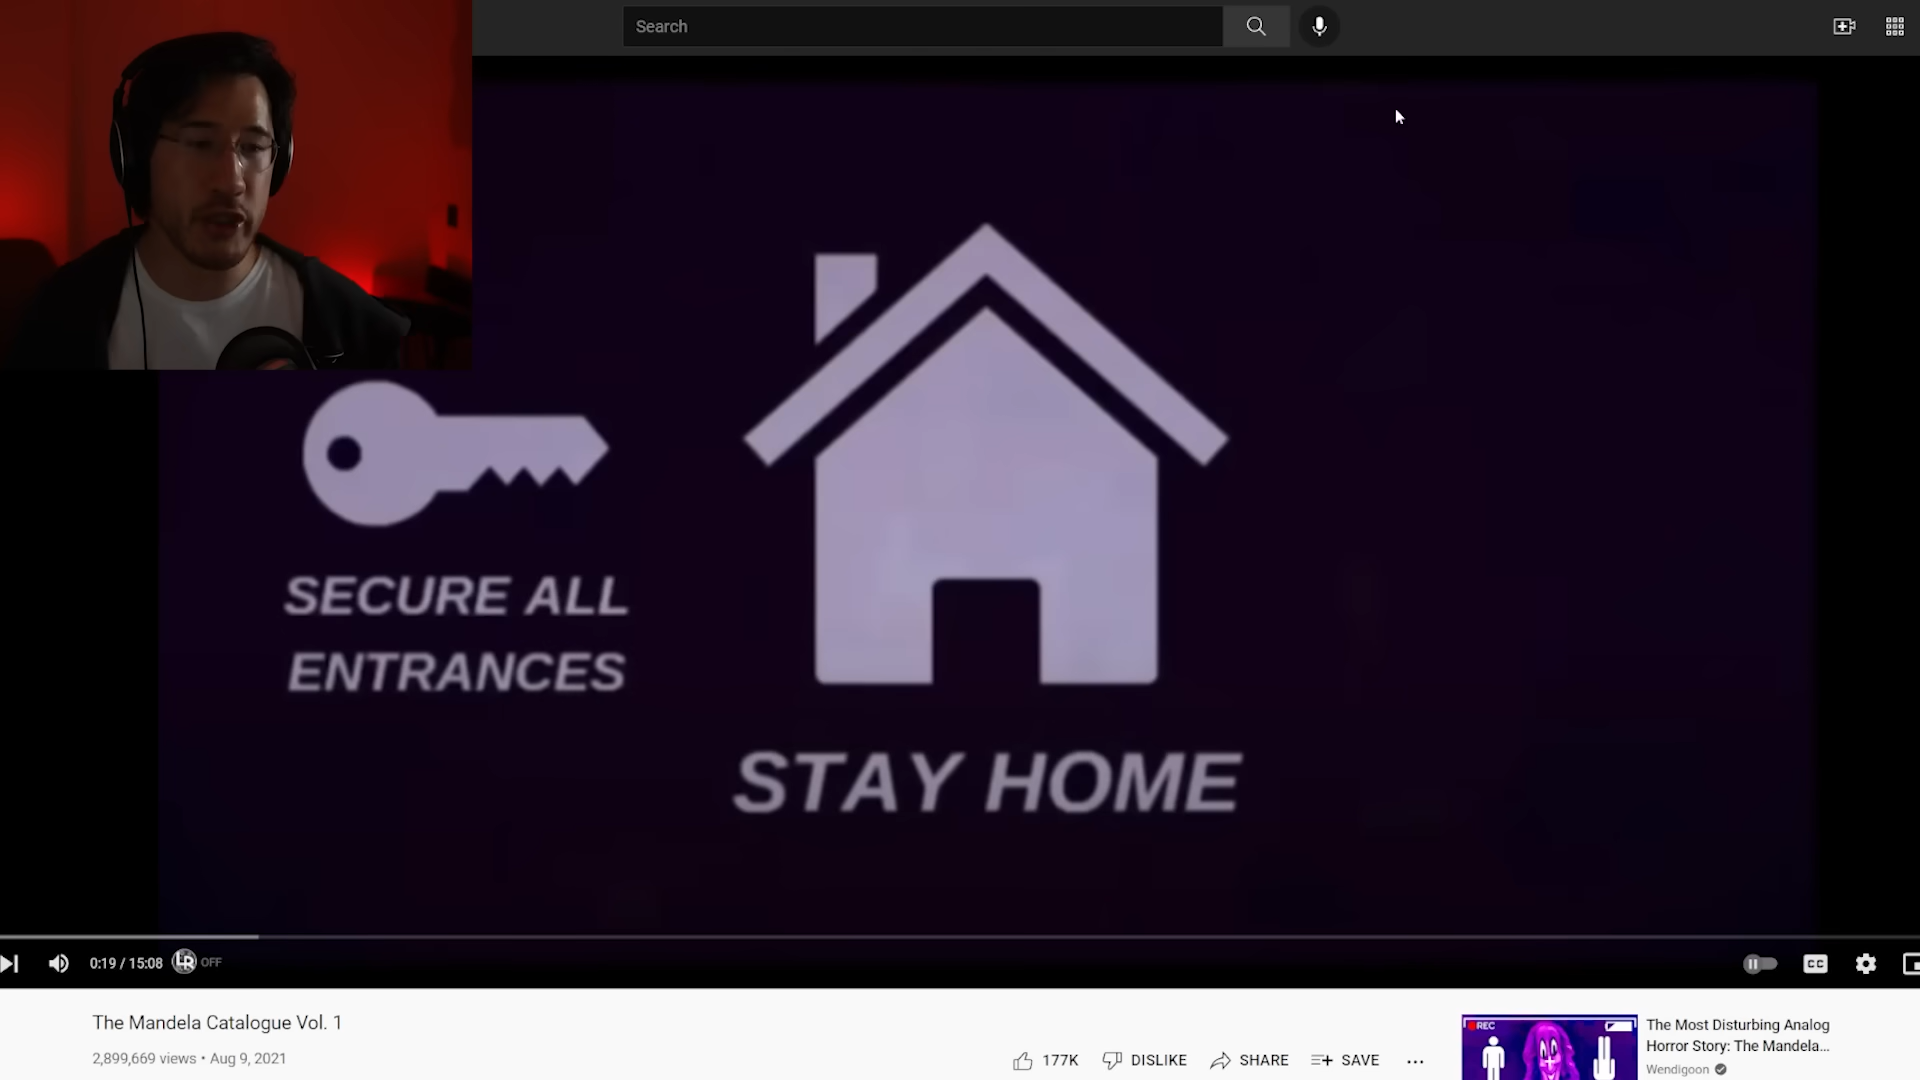 Search
SECURE ALL
ENTRANCES
STAY HOME
0:19 / 15:08
OFF
CC
The Mandela Catalogue Vol. 1
2,899,669 views • Aug 9, 2021
177K
DISLIKE
SHARE
SAVE
REC
The Most Disturbing Analog
Horror Story: The Mandela...
Wendigoon